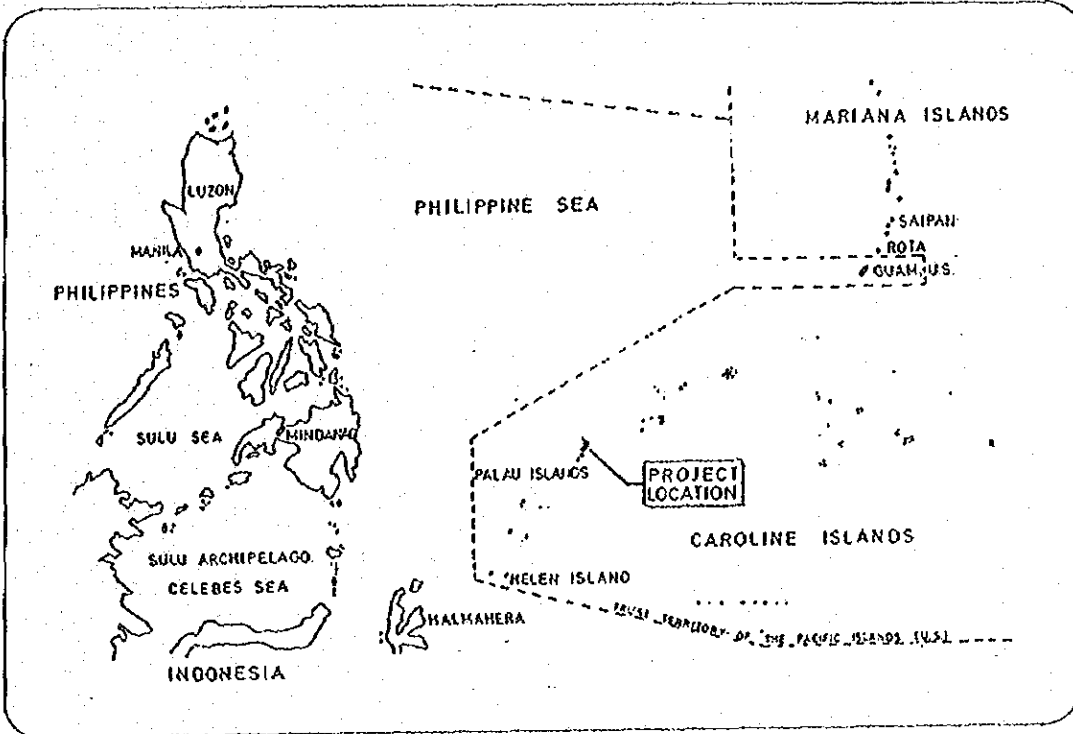 MARIANA ISLANDS
LUZON
PHILIPPINE SEA
SAIPAN
MANILA
ROTA
GUAM, U.S.
PHILIPPINES
SULU SEA
MINDANAO
PALAU ISLANDS
PROJECT
LOCATION
CAROLINE ISLANDS
SULU ARCHIPELAGO
CELEBES SEA
HELEN ISLAND
HALMAHERA
TRUST TERRITORY OF THE PACIFIC ISLANDS (U.S.)
INDONESIA